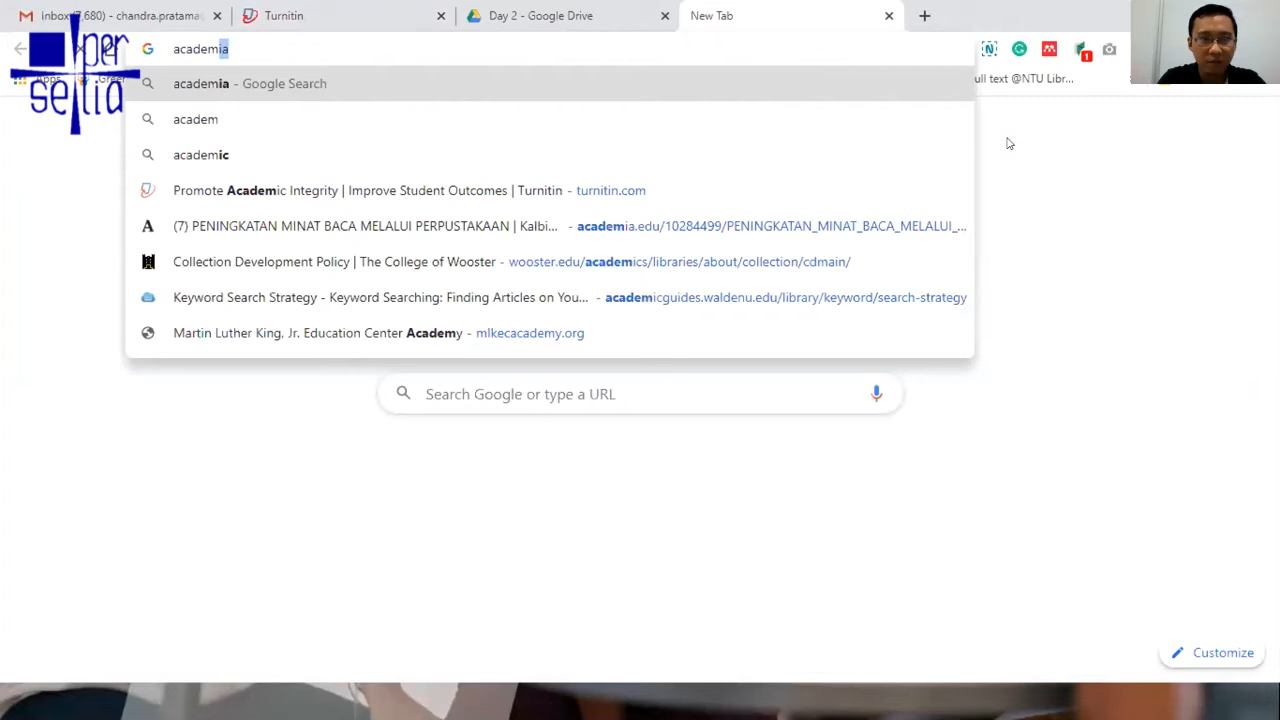 Inbox (7,680) - chandra.pratama
Turnitin
Day 2 - Google Drive
New Tab
per
setia
academia
1
Apps
ull text @NTU Libr...
academia - Google Search
academ
academic
Promote Academic Integrity | Improve Student Outcomes | Turnitin - turnitin.com
(7) PENINGKATAN MINAT BACA MELALUI PERPUSTAKAAN | Kalbi... - academia.edu/10284499/PENINGKATAN_MINAT_BACA_MELALUI_...
Collection Development Policy | The College of Wooster - wooster.edu/academics/libraries/about/collection/cdmain/
Keyword Search Strategy - Keyword Searching: Finding Articles on You... - academicguides.waldenu.edu/library/keyword/search-strategy
Martin Luther King, Jr. Education Center Academy - mlkecacademy.org
Search Google or type a URL
Customize